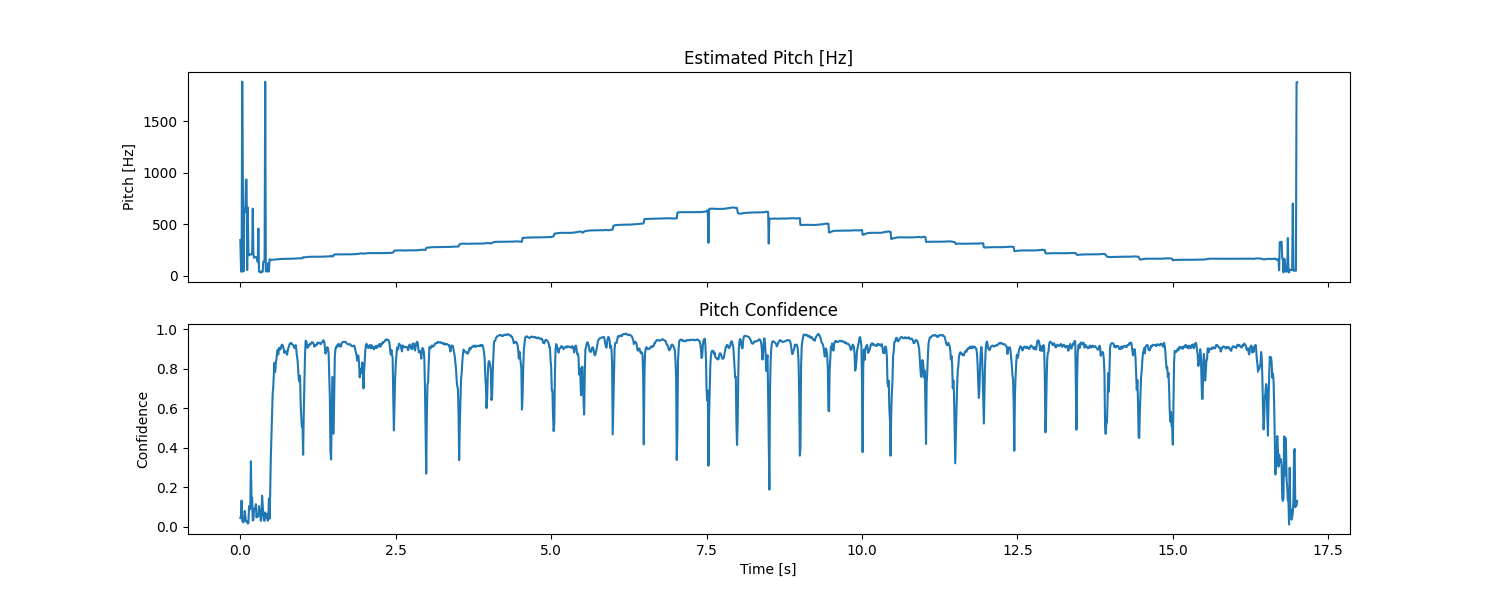 Estimated Pitch [Hz]
Pitch [Hz]
1500
1000
500
0
Pitch Confidence
Confidence
1.0
0.8
0.6
0.4
0.2
0.0
0.0 2.5 5.0 7.5 10.0 12.5 15.0 17.5
Time [s]